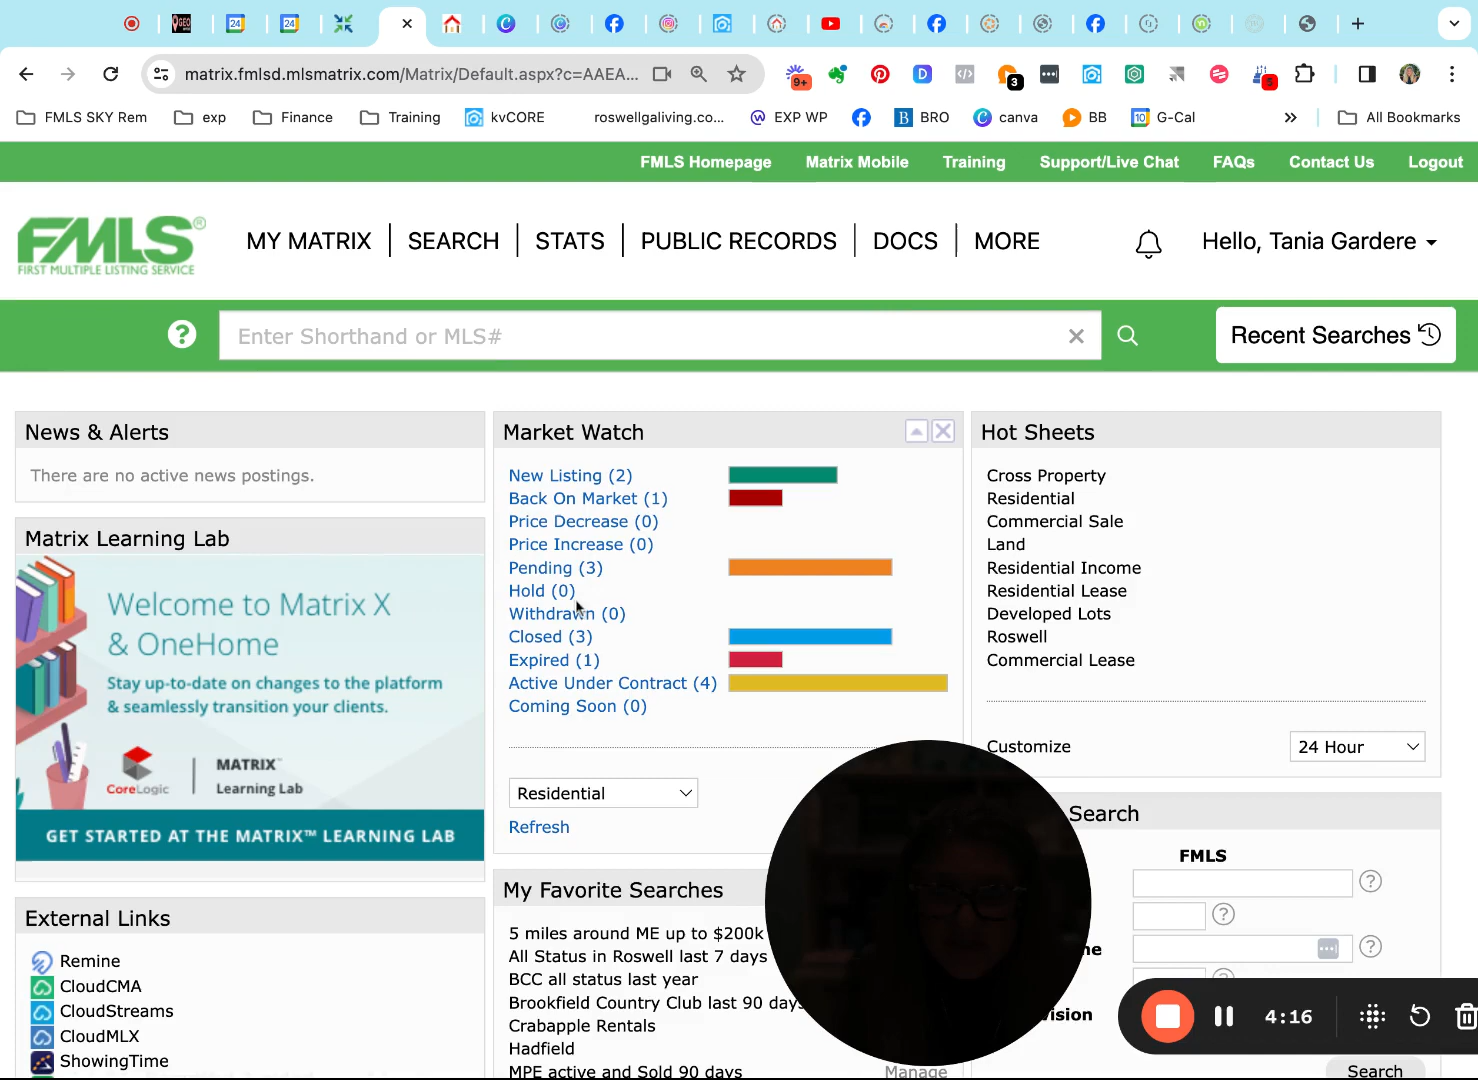 matrix.fmlsd.mlsmatrix.com/Matrix/Default.aspx?c=AAEA...
9+
3
FMLS SKY Rem
exp
Finance
Training
kvCORE
roswellgaliving.co...
EXP WP
BRO
canva
BB
G-Cal
All Bookmarks
FMLS Homepage
Matrix Mobile
Training
Support/Live Chat
FAQs
Contact Us
Logout
FMLS®
FIRST MULTIPLE LISTING SERVICE
MY MATRIX
SEARCH
STATS
PUBLIC RECORDS
DOCS
MORE
Hello, Tania Gardere
Enter Shorthand or MLS#
Recent Searches
News & Alerts
There are no active news postings.
Matrix Learning Lab
Welcome to Matrix X
& OneHome
Stay up-to-date on changes to the platform
& seamlessly transition your clients.
CoreLogic
MATRIX™
Learning Lab
GET STARTED AT THE MATRIX™ LEARNING LAB
External Links
Remine
CloudCMA
CloudStreams
CloudMLX
ShowingTime
Market Watch
New Listing (2)
Back On Market (1)
Price Decrease (0)
Price Increase (0)
Pending (3)
Hold (0)
Withdrawn (0)
Closed (3)
Expired (1)
Active Under Contract (4)
Coming Soon (0)
Residential
Refresh
My Favorite Searches
5 miles around ME up to $200k
All Status in Roswell last 7 days
BCC all status last year
Brookfield Country Club last 90 days
Crabapple Rentals
Hadfield
MPE active and Sold 90 days
Manage
Hot Sheets
Cross Property
Residential
Commercial Sale
Land
Residential Income
Residential Lease
Developed Lots
Roswell
Commercial Lease
Customize
24 Hour
Search
FMLS
4:16
Search